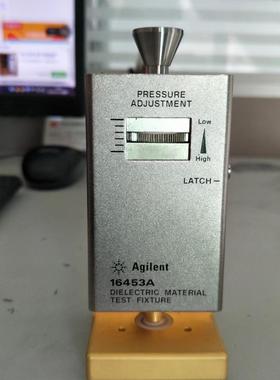 PRESSURE
ADJUSTMENT
Low
High
LATCH
Agilent
16453A
DIELECTRIC MATERIAL
TEST FIXTURE